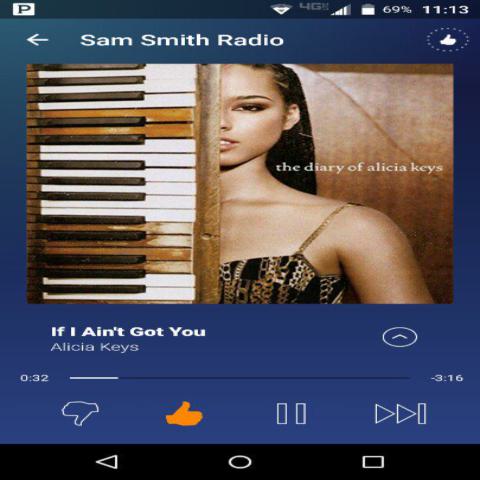 P 4G 69% 11:13
Sam Smith Radio
the diary of alicia keys
If I Ain't Got You
Alicia Keys
0:32 -3:16